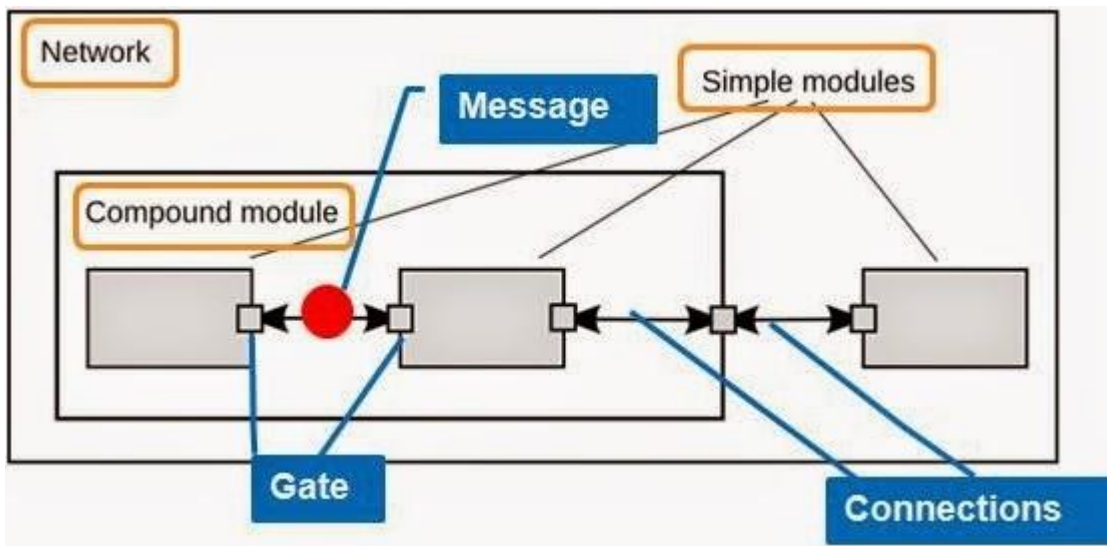 Network
Message
Simple modules
Compound module
Gate
Connections